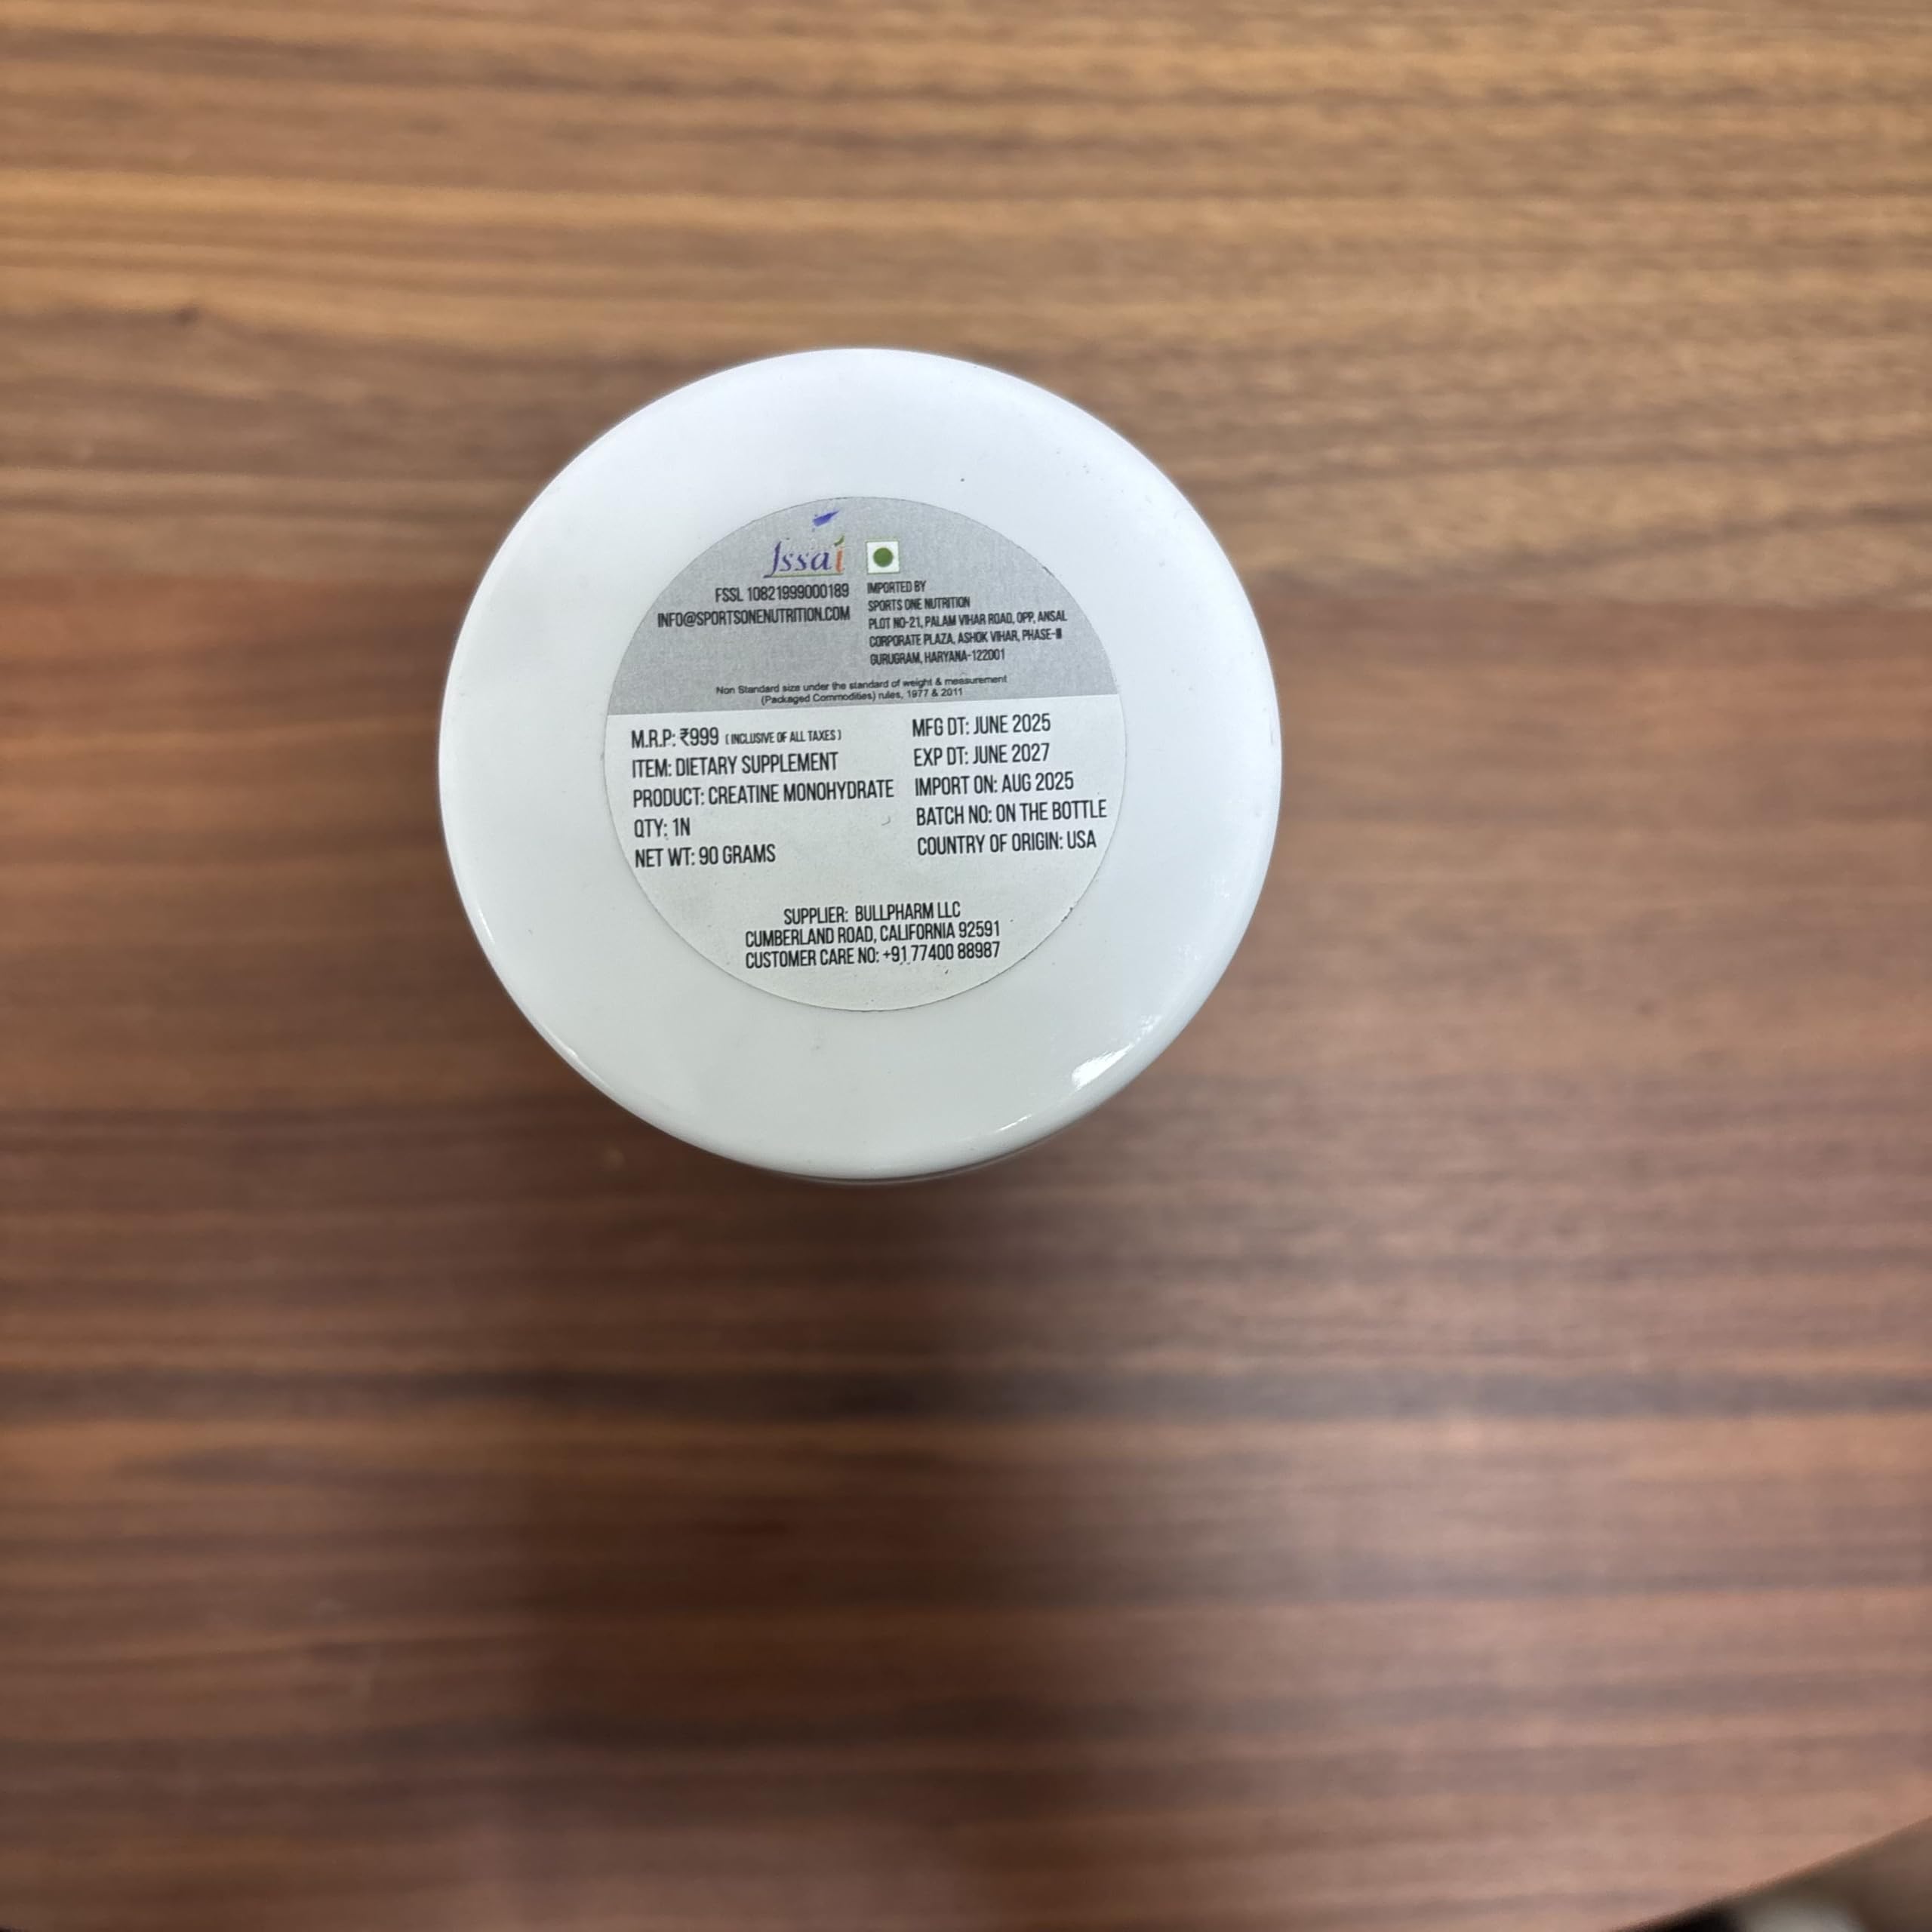 fssai
FSSL 10821999000189
INFO@SPORTSONENUTRITION.COM
IMPORTED BY
SPORTS ONE NUTRITION
PLOT NO-21, PALAM VIHAR ROAD, OPP. ANSAL
CORPORATE PLAZA, ASHOK VIHAR, PHASE-III
GURUGRAM, HARYANA-122001
Non Standard size under the standard of weight & measurement
(Packaged Commodities) rules, 1977 & 2011
M.R.P: ₹999 ( INCLUSIVE OF ALL TAXES )
ITEM: DIETARY SUPPLEMENT
PRODUCT: CREATINE MONOHYDRATE
QTY: 1N
NET WT: 90 GRAMS
MFG DT: JUNE 2025
EXP DT: JUNE 2027
IMPORT ON: AUG 2025
BATCH NO: ON THE BOTTLE
COUNTRY OF ORIGIN: USA
SUPPLIER: BULLPHARM LLC
CUMBERLAND ROAD, CALIFORNIA 92591
CUSTOMER CARE NO: +91 77400 88987